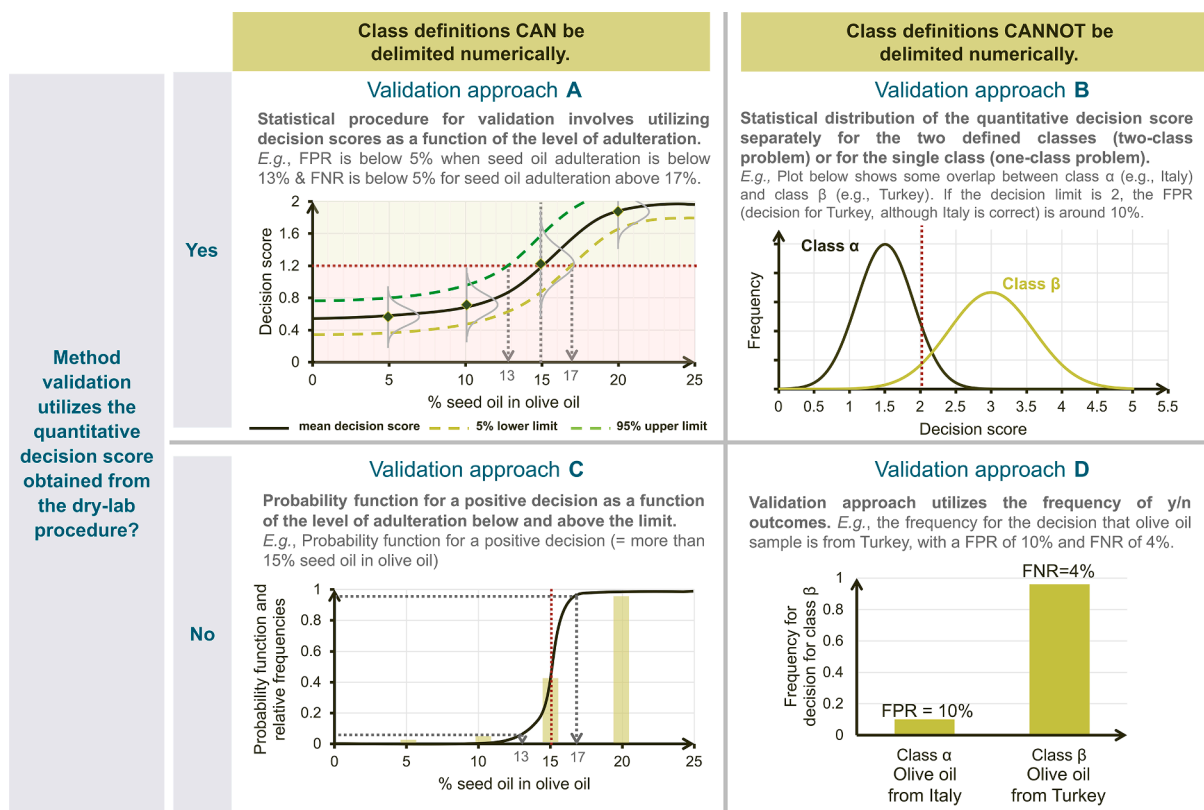 Class definitions CAN be
delimited numerically.
Class definitions CANNOT be
delimited numerically.
Method
validation
utilizes the
quantitative
decision score
obtained from
the dry-lab
procedure?
Yes
Validation approach A
Statistical procedure for validation involves utilizing
decision scores as a function of the level of adulteration.
E.g., FPR is below 5% when seed oil adulteration is below
13% & FNR is below 5% for seed oil adulteration above 17%.
Decision score
2
1.6
1.2
0.8
0.4
0
0
5
10
13
15
17
20
25
% seed oil in olive oil
mean decision score
5% lower limit
95% upper limit
Validation approach B
Statistical distribution of the quantitative decision score
separately for the two defined classes (two-class
problem) or for the single class (one-class problem).
E.g., Plot below shows some overlap between class α (e.g., Italy)
and class β (e.g., Turkey). If the decision limit is 2, the FPR
(decision for Turkey, although Italy is correct) is around 10%.
Class α
Class β
Frequency
0
0.5
1
1.5
2
2.5
3
3.5
4
4.5
5
5.5
Decision score
No
Validation approach C
Probability function for a positive decision as a function
of the level of adulteration below and above the limit.
E.g., Probability function for a positive decision (= more than
15% seed oil in olive oil)
Probability function and
relative frequencies
1
0.8
0.6
0.4
0.2
0
0
5
10
13
15
17
20
25
% seed oil in olive oil
Validation approach D
Validation approach utilizes the frequency of y/n
outcomes. E.g., the frequency for the decision that olive oil
sample is from Turkey, with a FPR of 10% and FNR of 4%.
Frequency for
decision for class β
1
0.8
0.6
0.4
0.2
0
FNR=4%
FPR = 10%
Class α
Olive oil
from Italy
Class β
Olive oil
from Turkey